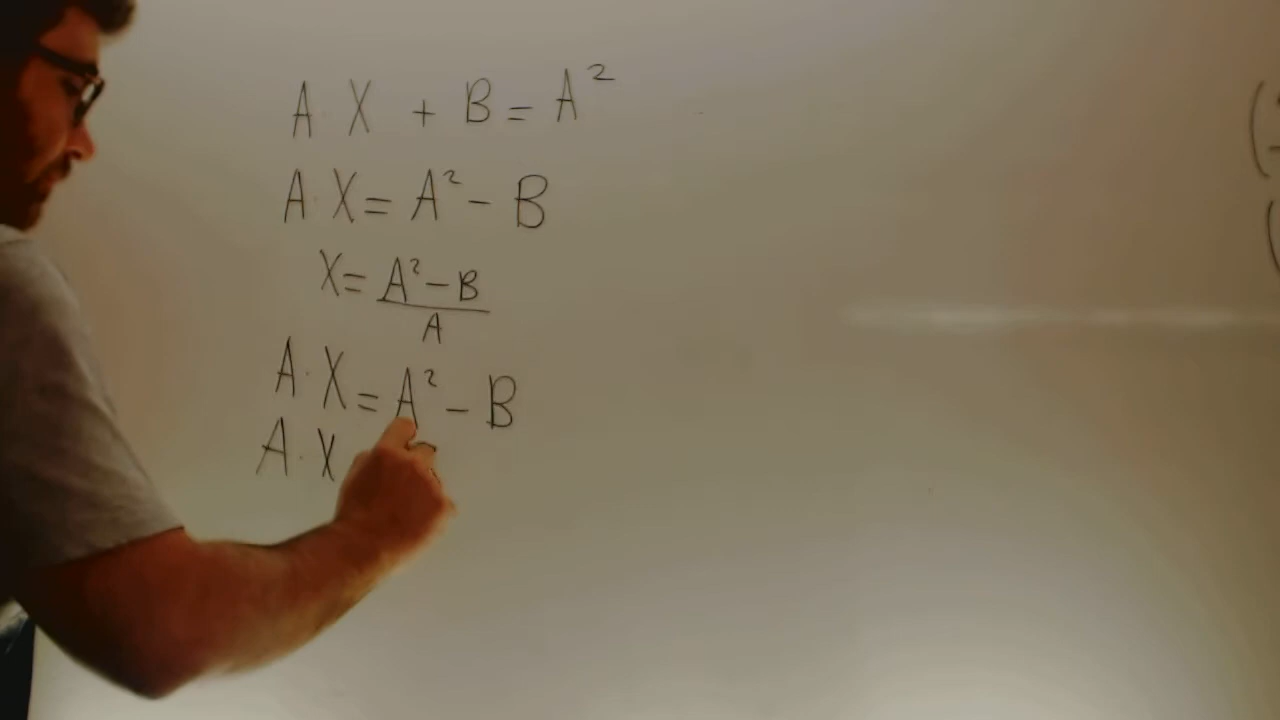 A · X + B = A²
A · X = A² - B
X = A² - B
A
A · X = A² - B
A · X